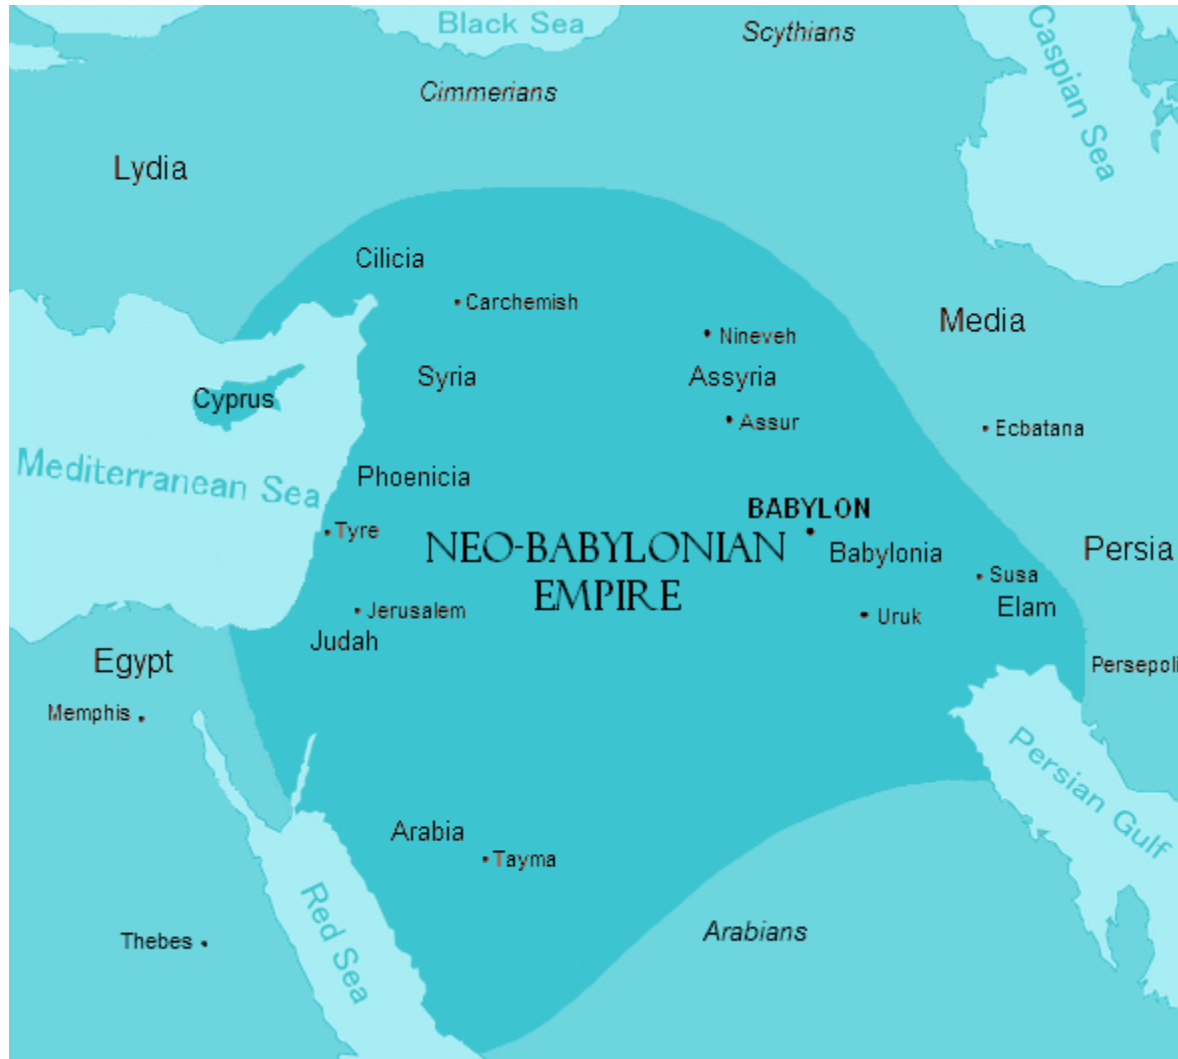 Black Sea
Scythians
Caspian Sea
Cimmerians
Lydia
Cilicia
Carchemish
Media
Nineveh
Syria
Assyria
Cyprus
Assur
Ecbatana
Mediterranean Sea
Phoenicia
BABYLON
Tyre
NEO-BABYLONIAN
EMPIRE
Babylonia
Persia
Susa
Elam
Jerusalem
Judah
Uruk
Egypt
Persepoli
Memphis
Persian Gulf
Arabia
Tayma
Red Sea
Thebes
Arabians